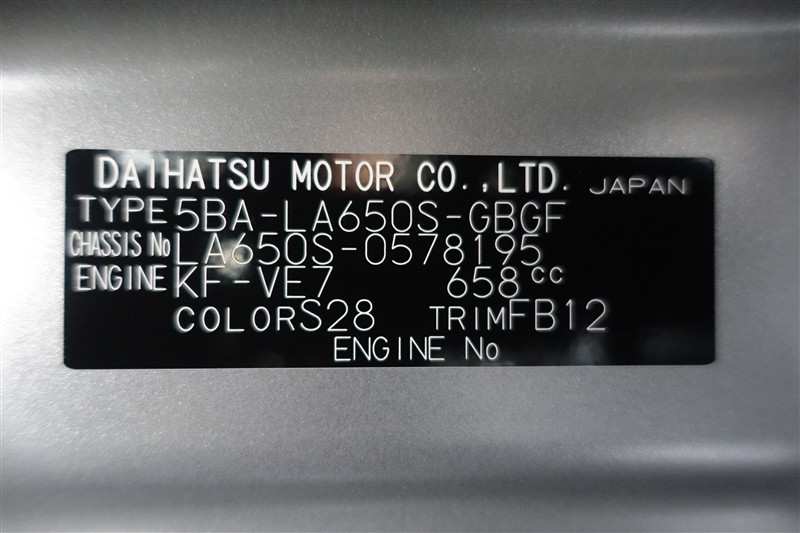 DAIHATSU MOTOR CO.,LTD. JAPAN
TYPE 5BA-LA650S-GBGF
CHASSIS No LA650S-0578195
ENGINE KF-VE7 658cc
COLOR S28 TRIM FB12
ENGINE No